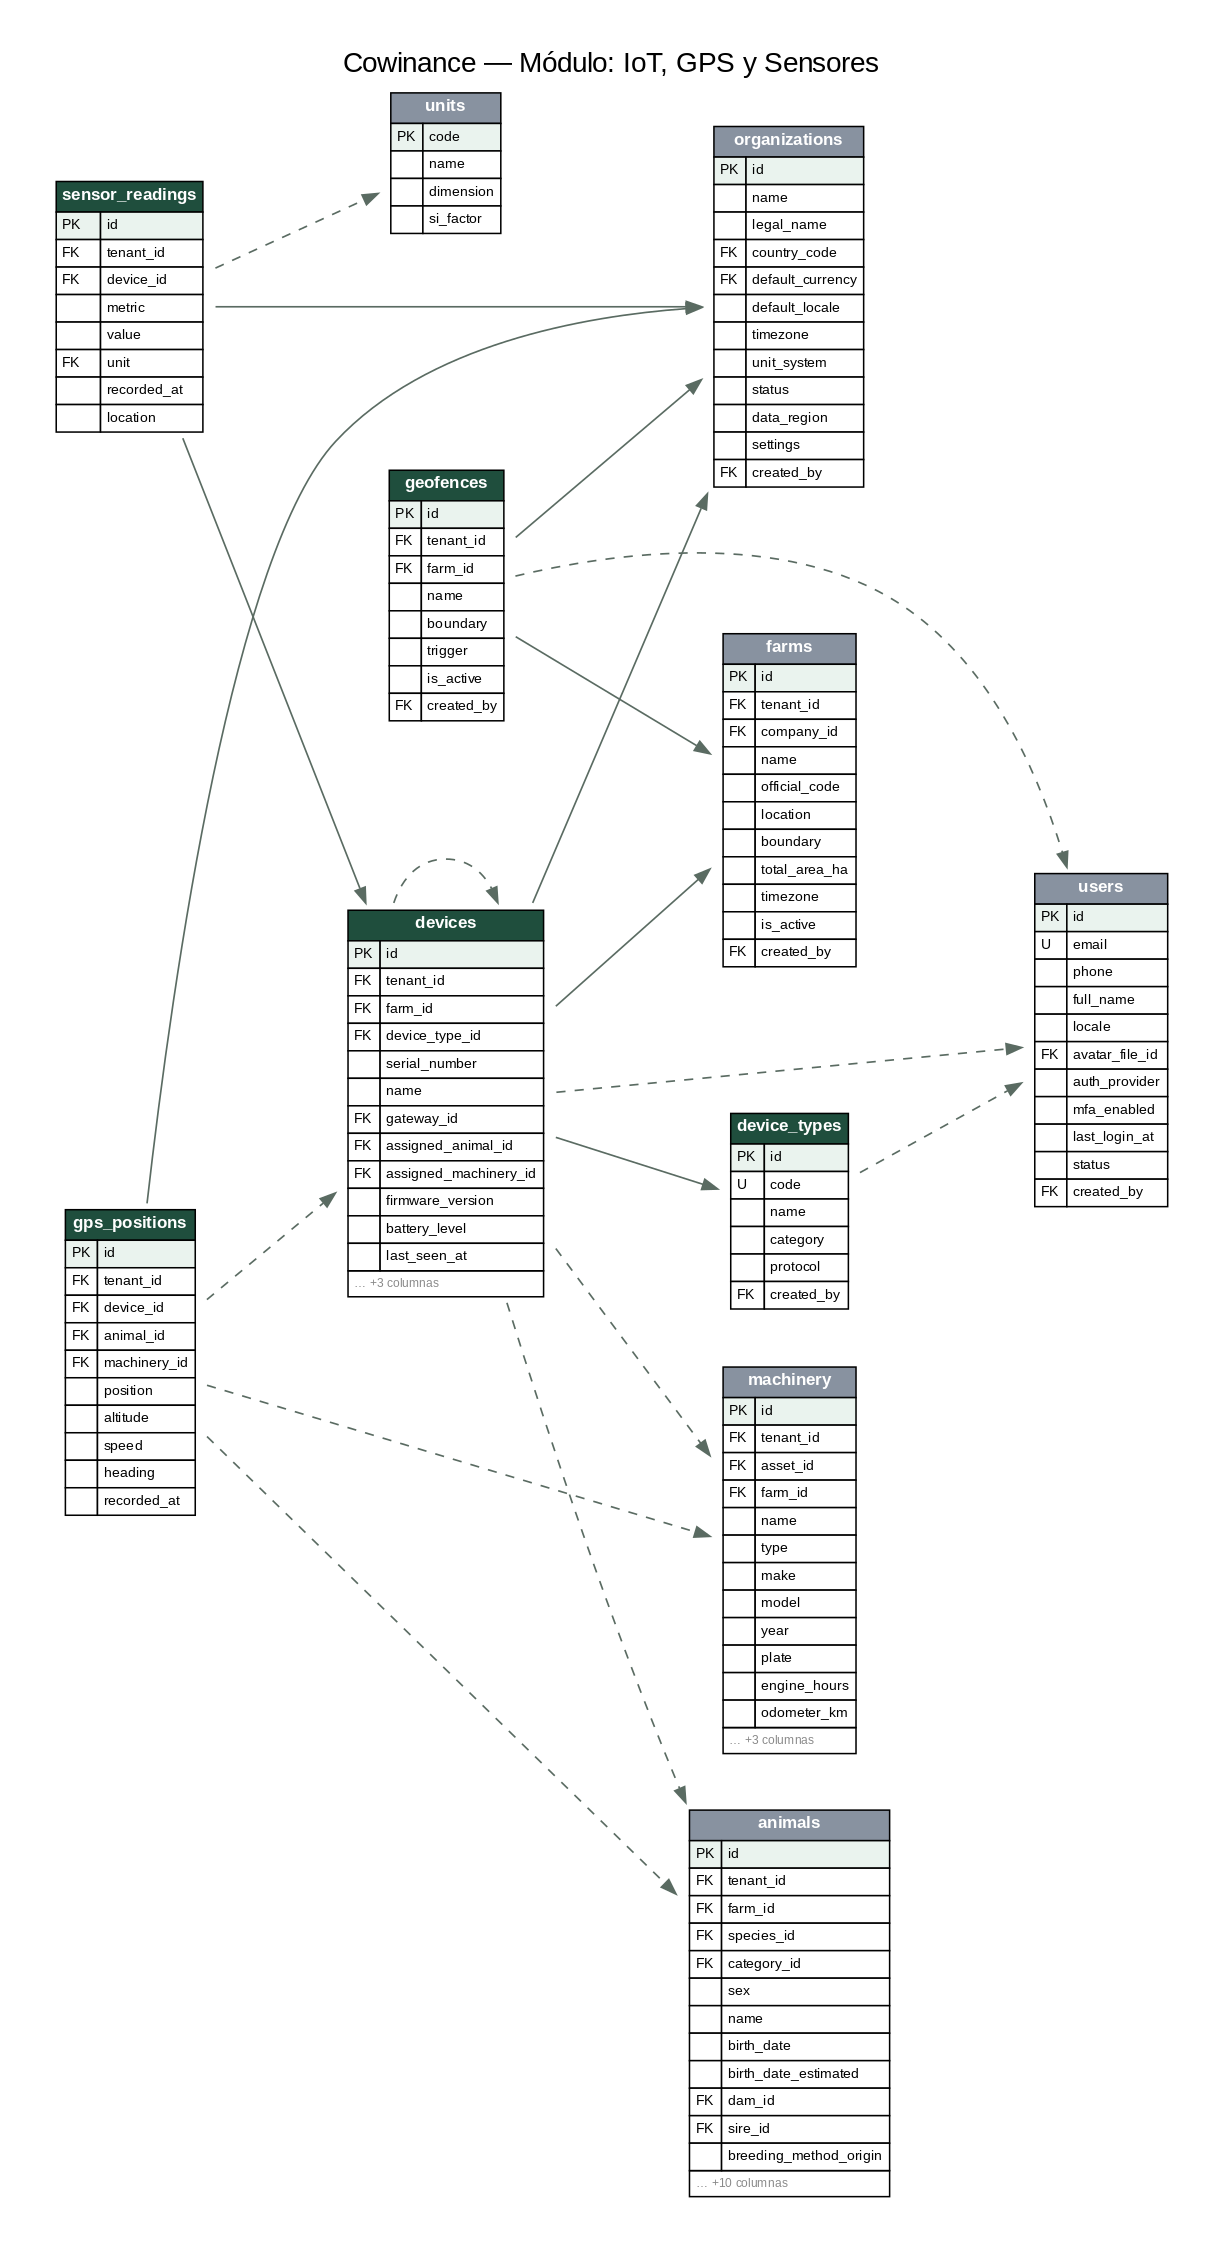 Cowinance — Módulo: IoT, GPS y Sensores
units
PK code
name
dimension
si_factor
organizations
PK id
name
legal_name
FK country_code
FK default_currency
default_locale
timezone
unit_system
status
data_region
settings
FK created_by
sensor_readings
PK id
FK tenant_id
FK device_id
metric
value
FK unit
recorded_at
location
geofences
PK id
FK tenant_id
FK farm_id
name
boundary
trigger
is_active
FK created_by
farms
PK id
FK tenant_id
FK company_id
name
official_code
location
boundary
total_area_ha
timezone
is_active
FK created_by
users
PK id
U email
phone
full_name
locale
FK avatar_file_id
auth_provider
mfa_enabled
last_login_at
status
FK created_by
devices
PK id
FK tenant_id
FK farm_id
FK device_type_id
serial_number
name
FK gateway_id
FK assigned_animal_id
FK assigned_machinery_id
firmware_version
battery_level
last_seen_at
... +3 columnas
device_types
PK id
U code
name
category
protocol
FK created_by
gps_positions
PK id
FK tenant_id
FK device_id
FK animal_id
FK machinery_id
position
altitude
speed
heading
recorded_at
machinery
PK id
FK tenant_id
FK asset_id
FK farm_id
name
type
make
model
year
plate
engine_hours
odometer_km
... +3 columnas
animals
PK id
FK tenant_id
FK farm_id
FK species_id
FK category_id
sex
name
birth_date
birth_date_estimated
FK dam_id
FK sire_id
breeding_method_origin
... +10 columnas